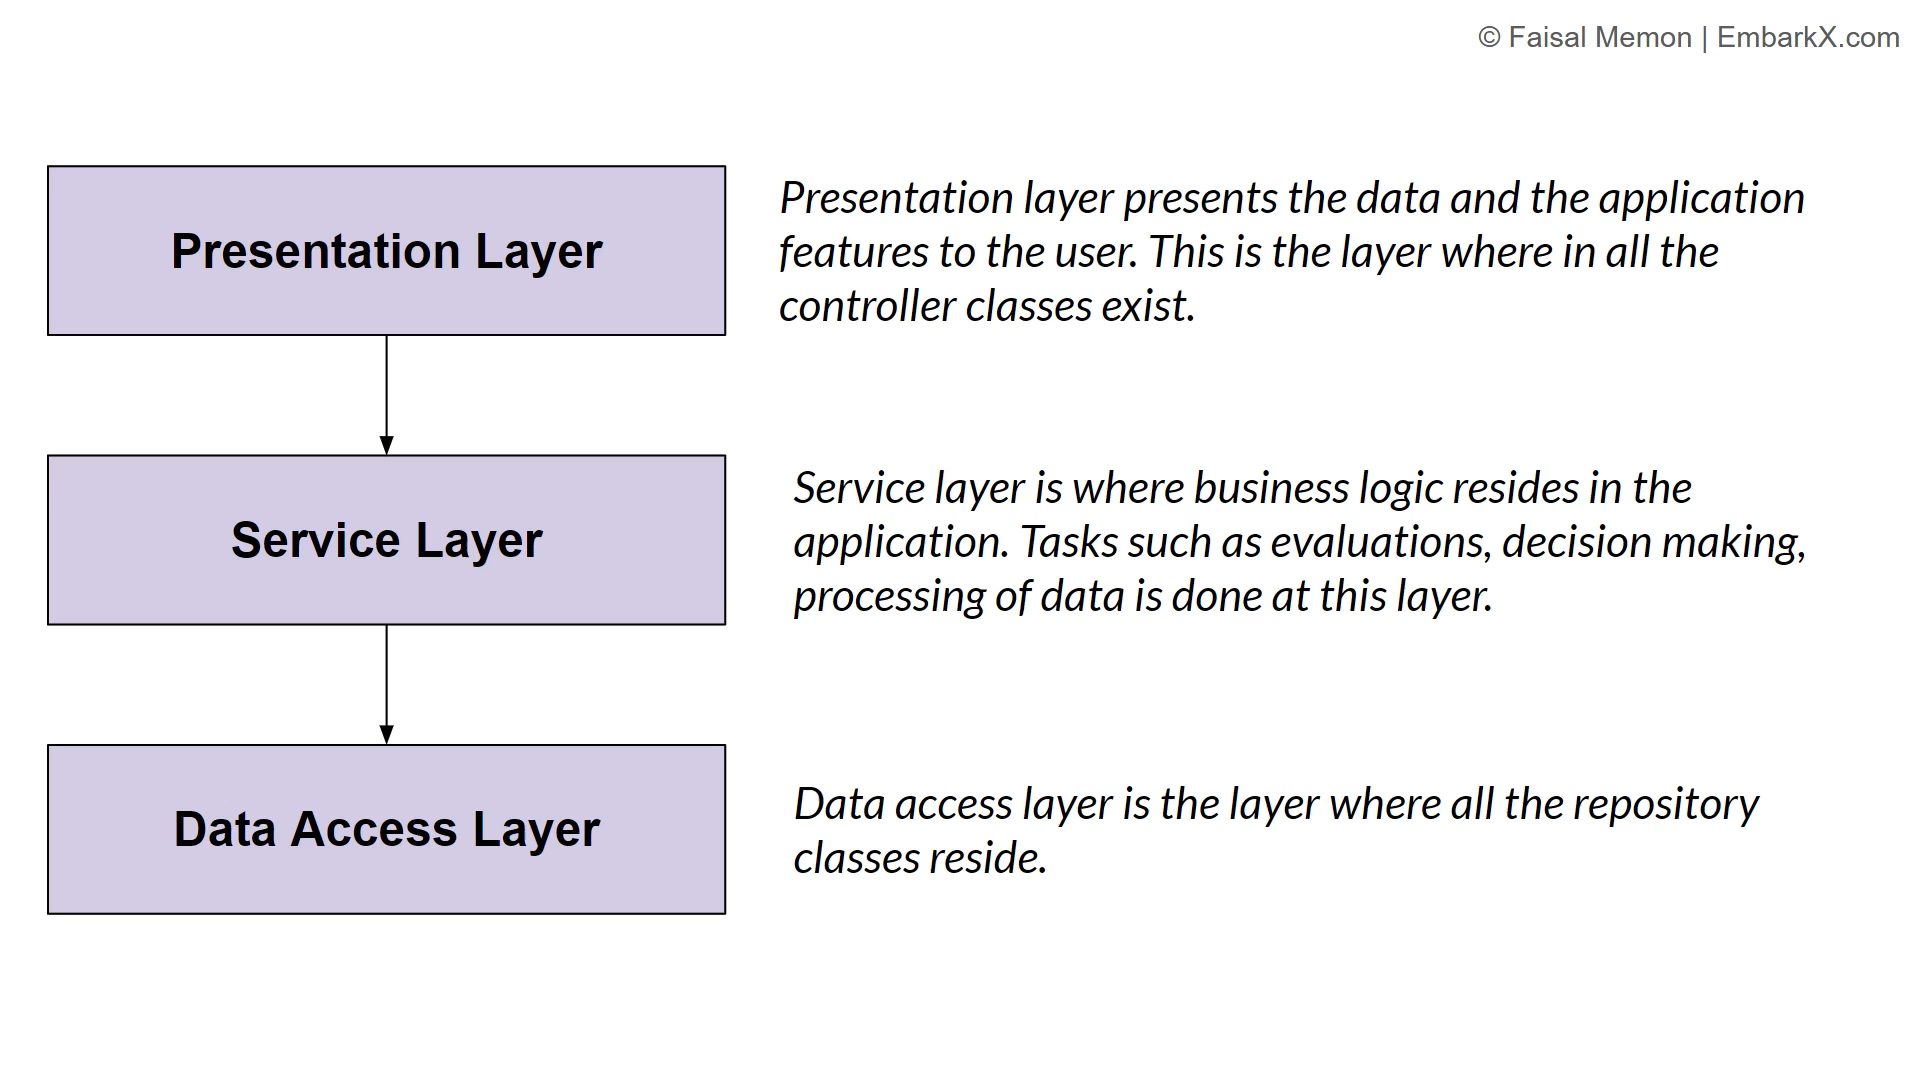 © Faisal Memon | EmbarkX.com
Presentation Layer
Presentation layer presents the data and the application
features to the user. This is the layer where in all the
controller classes exist.
Service Layer
Service layer is where business logic resides in the
application. Tasks such as evaluations, decision making,
processing of data is done at this layer.
Data Access Layer
Data access layer is the layer where all the repository
classes reside.